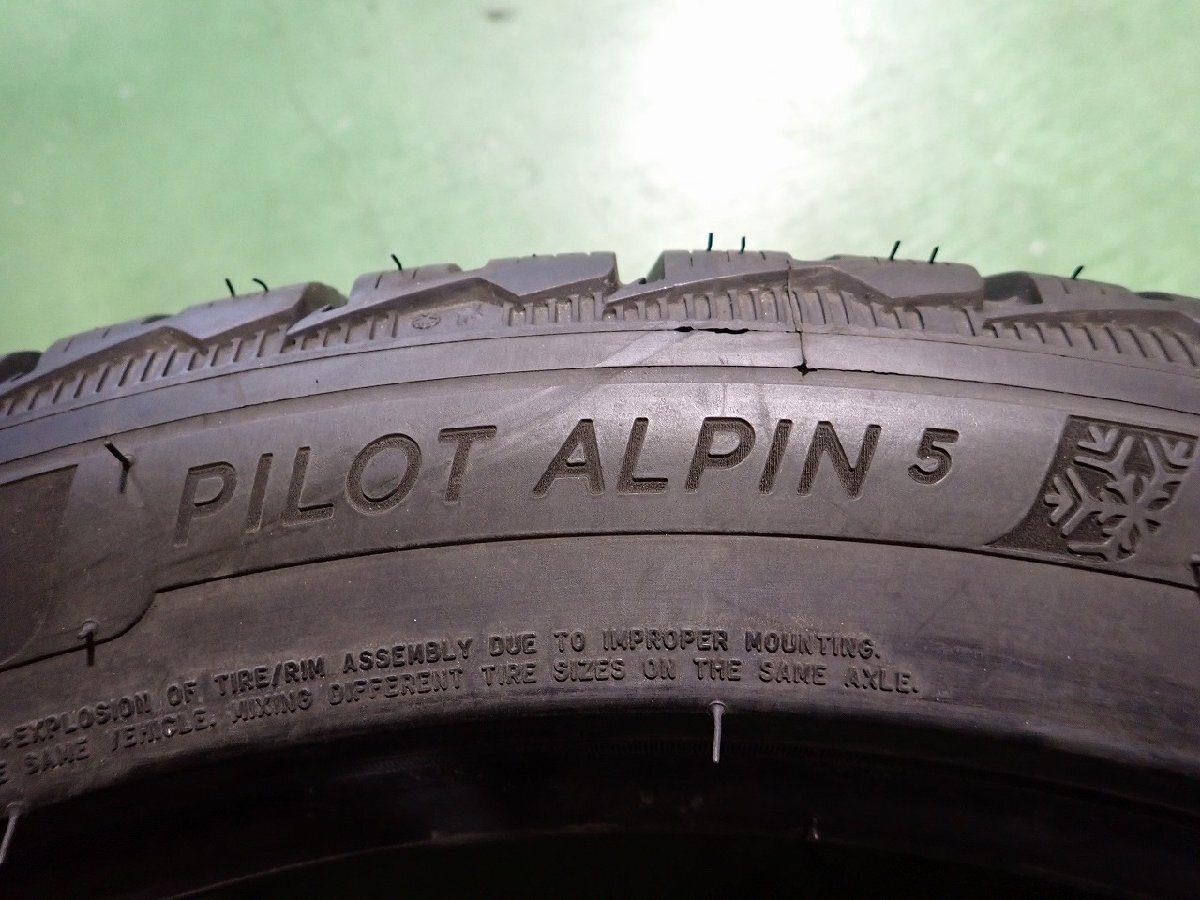 PILOT ALPIN 5
EXPLOSION OF TIRE/RIM ASSEMBLY DUE TO IMPROPER MOUNTING.
SAME VEHICLE. MIXING DIFFERENT TIRE SIZES ON THE SAME AXLE.